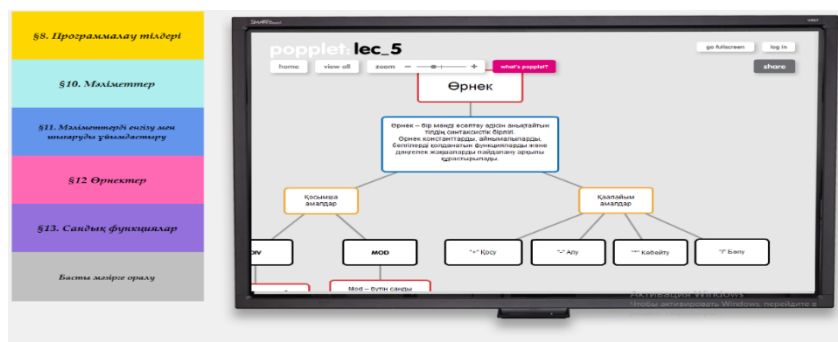 §8. Программалау тілдері
§10. Мәліметтер
§11. Мәліметтерді енгізу мен
шығаруды ұйымдастыру
§12 Өрнектер
§13. Сандық функциялар
Басты мәзірге оралу
popplet: lec_5
go fullscreen
log in
home
view all
zoom
what's popplet?
share
Өрнек
Өрнек – бір мәнді есептеу әдісін анықтайтын
тілдің синтаксистік бірлігі.
Өрнек константтарды, айнымалыларды,
белгілерді қолданатын функцияларды және
дөңгелек жақшаларды пайдалану арқылы
құрастырылады.
Қосымша
амалдар
Қарапайым
амалдар
DIV
MOD
"+" Қосу
"-" Алу
"*" Көбейту
"/" Бөлу
Mod – бүтін санды
Активация Windows
Чтобы активировать Windows, перейдите в